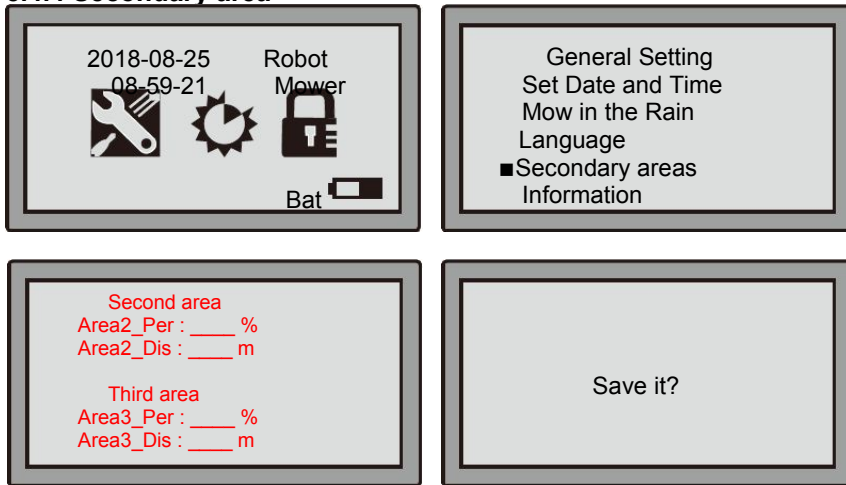 Secondary area
2018-08-25 Robot
08-59-21 Mower
Bat
General Setting
Set Date and Time
Mow in the Rain
Language
■Secondary areas
Information
Second area
Area2_Per : ____ %
Area2_Dis : ____ m
Third area
Area3_Per : ____ %
Area3_Dis : ____ m
Save it?